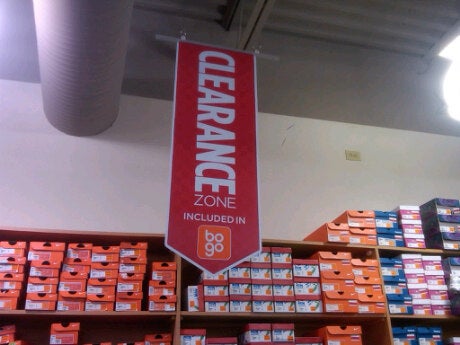 CLEARANCE
ZONE
INCLUDED IN
bo
go